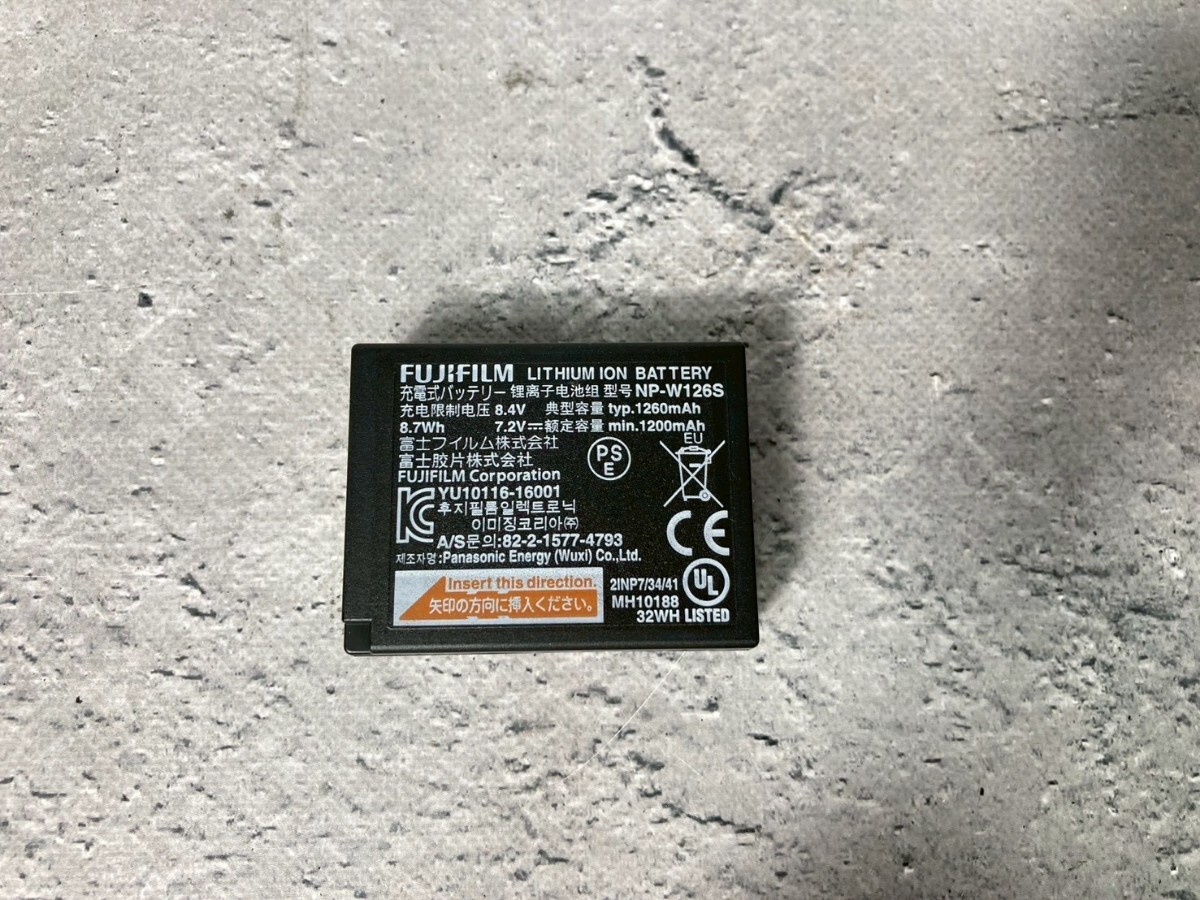 FUJIFILM LITHIUM ION BATTERY
充電式バッテリー 锂离子电池组 型号 NP-W126S
充电限制电压 8.4V 典型容量 typ.1260mAh
8.7Wh 7.2V⎓额定容量 min.1200mAh
富士フイルム株式会社
富士胶片株式会社
FUJIFILM Corporation
PS
E
EU
YU10116-16001
후지필름일렉트로닉
이미징코리아㈜
A/S문의:82-2-1577-4793
제조자명:Panasonic Energy (Wuxi) Co.,Ltd.
KC
CE
Insert this direction.
矢印の方向に挿入ください。
2INP7/34/41
MH10188
32WH
UL
LISTED